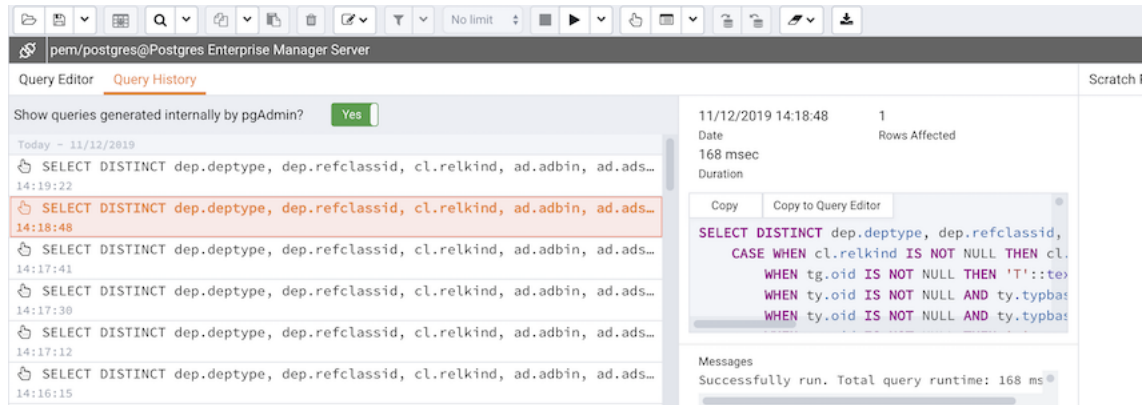 No limit
pem/postgres@Postgres Enterprise Manager Server
Query Editor Query History
Scratch
Show queries generated internally by pgAdmin? Yes
Today - 11/12/2019
SELECT DISTINCT dep.deptype, dep.refclassid, cl.relkind, ad.adbin, ad.ads…
14:19:22
SELECT DISTINCT dep.deptype, dep.refclassid, cl.relkind, ad.adbin, ad.ads…
14:18:48
SELECT DISTINCT dep.deptype, dep.refclassid, cl.relkind, ad.adbin, ad.ads…
14:17:41
SELECT DISTINCT dep.deptype, dep.refclassid, cl.relkind, ad.adbin, ad.ads…
14:17:30
SELECT DISTINCT dep.deptype, dep.refclassid, cl.relkind, ad.adbin, ad.ads…
14:17:12
SELECT DISTINCT dep.deptype, dep.refclassid, cl.relkind, ad.adbin, ad.ads…
14:16:15
11/12/2019 14:18:48 1
Date Rows Affected
168 msec
Duration
Copy Copy to Query Editor
SELECT DISTINCT dep.deptype, dep.refclassid,
CASE WHEN cl.relkind IS NOT NULL THEN cl.
WHEN tg.oid IS NOT NULL THEN 'T'::te
WHEN ty.oid IS NOT NULL AND ty.typbas
WHEN ty.oid IS NOT NULL AND ty.typbas
Messages
Successfully run. Total query runtime: 168 ms